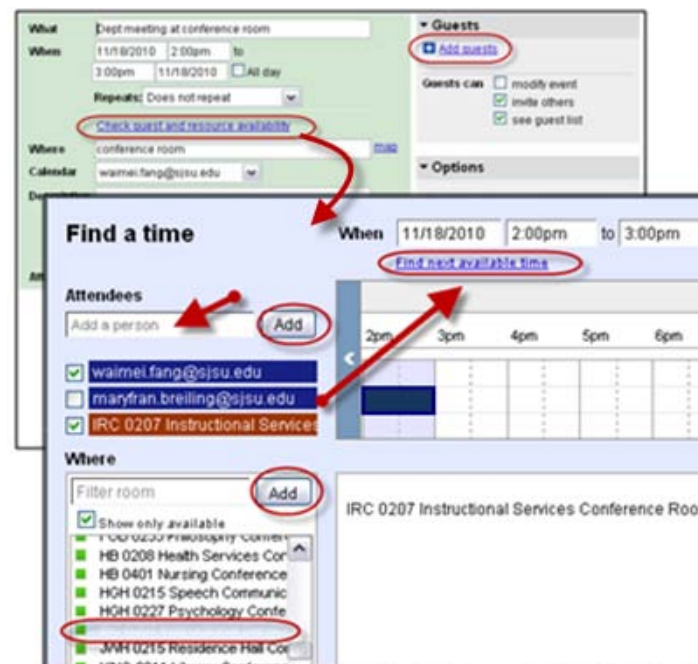 What Dept meeting at conference room
When 11/18/2010 2:00pm to
3:00pm 11/18/2010 All day
Repeats: Does not repeat
Check guest and resource availability
Where conference room map
Calendar waimei.fang@sjsu.edu
Guests
Add guests
Guests can modify event
invite others
see guest list
Options
Find a time
When 11/18/2010 2:00pm to 3:00pm
Find next available time
Attendees
Add a person Add
waimei.fang@sjsu.edu
maryfran.breiling@sjsu.edu
IRC 0207 Instructional Services
2pm 3pm 4pm 5pm 6pm
Where
Filter room Add
Show only available
HB 0208 Health Services Con
HB 0401 Nursing Conference
HGH 0215 Speech Communic
HGH 0227 Psychology Confe
JWH 0215 Residence Hall Co
IRC 0207 Instructional Services Conference Roo